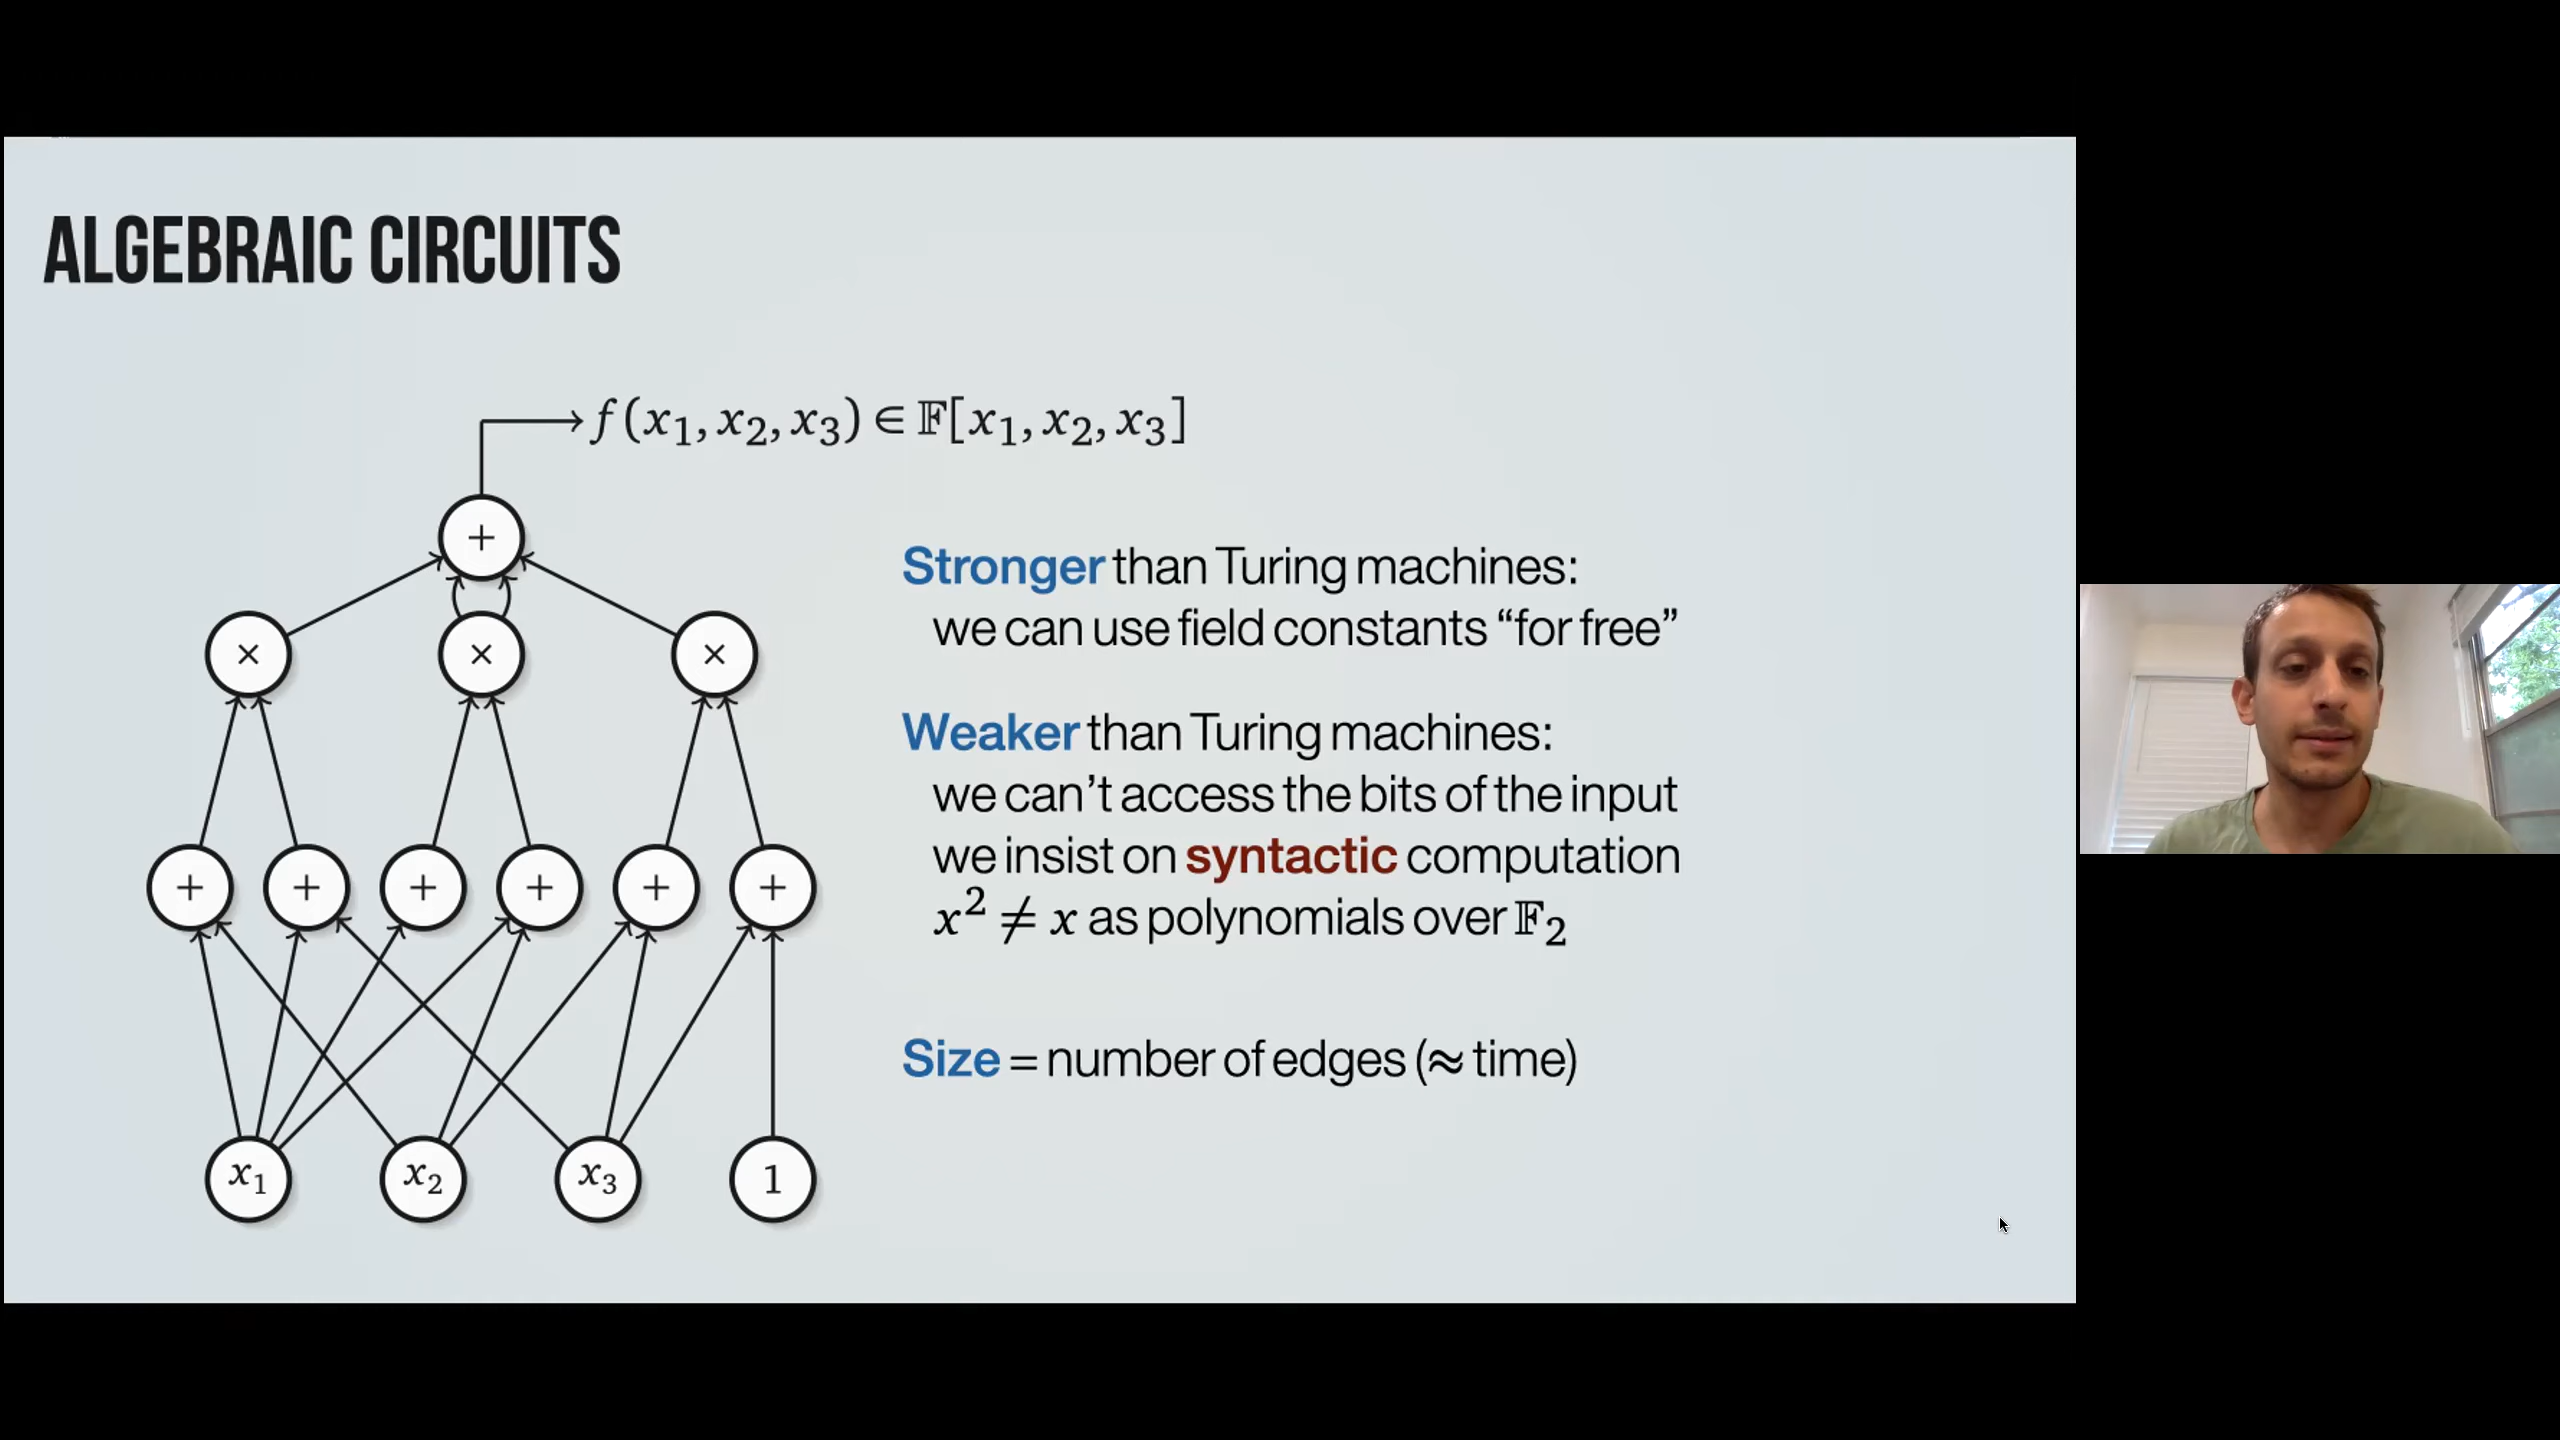 ALGEBRAIC CIRCUITS
f(x₁, x₂, x₃) ∈ 𝔽[x₁, x₂, x₃]
+
× × ×
+ + + + + +
x₁ x₂ x₃ 1
Stronger than Turing machines:
we can use field constants “for free”
Weaker than Turing machines:
we can’t access the bits of the input
we insist on syntactic computation
x² ≠ x as polynomials over 𝔽₂
Size = number of edges (≈ time)